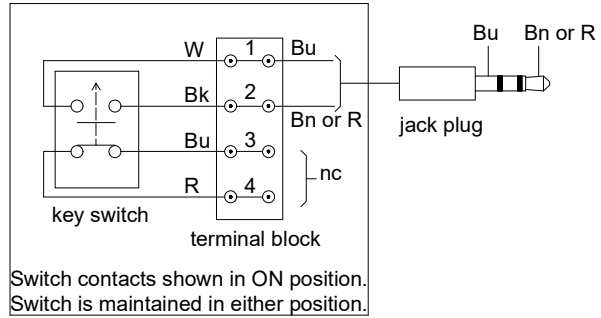 W 1 Bu
Bu Bn or R
Bk 2
Bn or R
jack plug
Bu 3
nc
R 4
key switch
terminal block
Switch contacts shown in ON position.
Switch is maintained in either position.